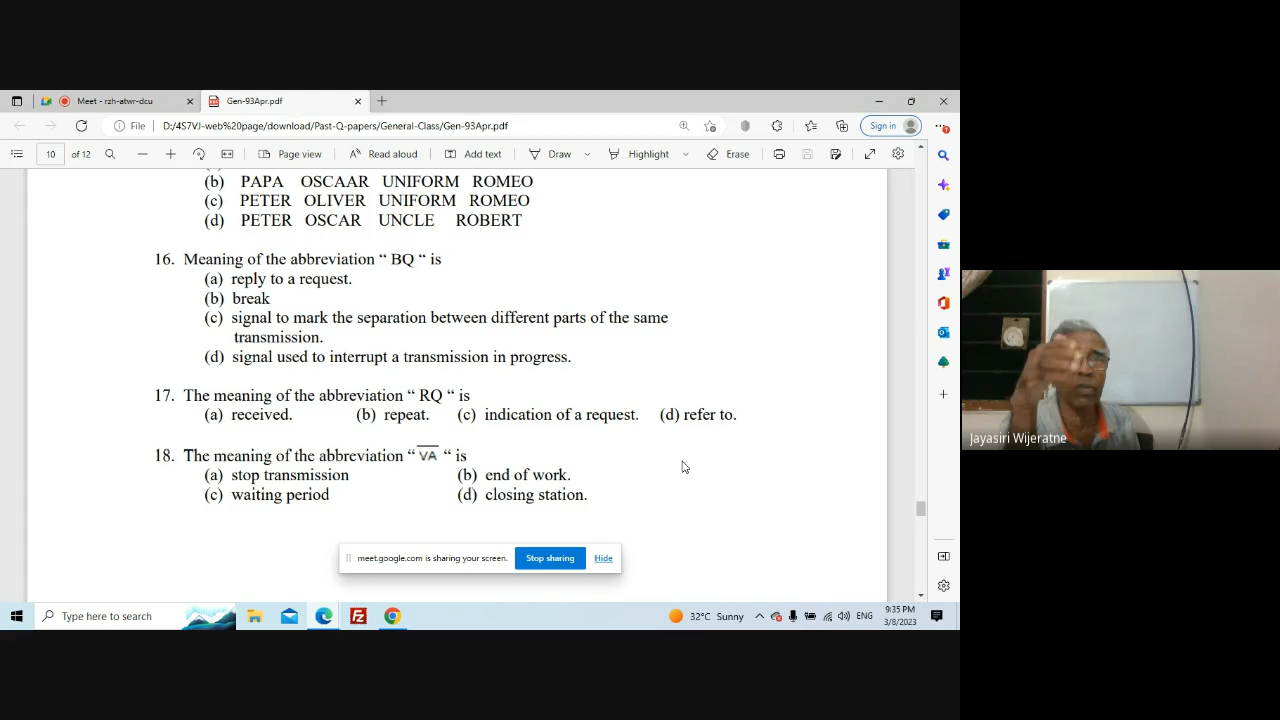 Meet - rzh-atwr-dcu
Gen-93Apr.pdf
File D:/4S7VJ-web%20page/download/Past-Q-papers/General-Class/Gen-93Apr.pdf
Sign in
10 of 12
Page view
Read aloud
Add text
Draw
Highlight
Erase
(b) PAPA OSCAAR UNIFORM ROMEO
(c) PETER OLIVER UNIFORM ROMEO
(d) PETER OSCAR UNCLE ROBERT
16. Meaning of the abbreviation “ BQ “ is
(a) reply to a request.
(b) break
(c) signal to mark the separation between different parts of the same
transmission.
(d) signal used to interrupt a transmission in progress.
17. The meaning of the abbreviation “ RQ “ is
(a) received. (b) repeat. (c) indication of a request. (d) refer to.
18. The meaning of the abbreviation “ VA “ is
(a) stop transmission (b) end of work.
(c) waiting period (d) closing station.
meet.google.com is sharing your screen. Stop sharing Hide
Jayasiri Wijeratne
Type here to search
32°C Sunny
ENG
9:35 PM
3/8/2023